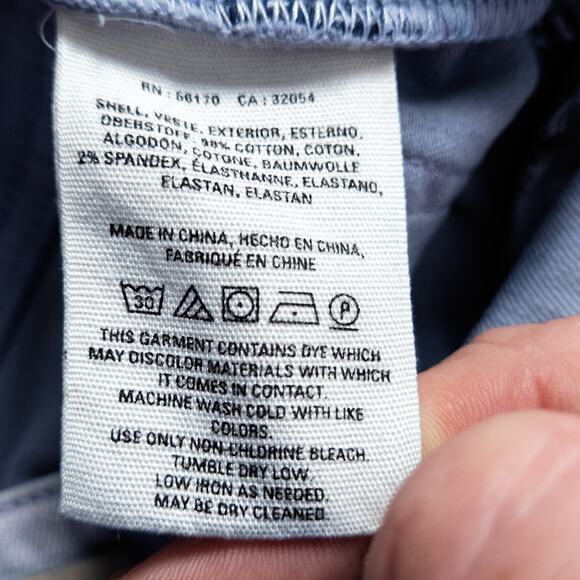 RN : 66170 CA : 32054
SHELL, VESTE, EXTERIOR, ESTERNO,
OBERSTOFF, 98% COTTON, COTON,
ALGODON, COTONE, BAUMWOLLE
2% SPANDEX, ÉLASTHANNE, ELASTANO,
ELASTAN, ELASTAN
MADE IN CHINA, HECHO EN CHINA,
FABRIQUÉ EN CHINE
30 P
THIS GARMENT CONTAINS DYE WHICH
MAY DISCOLOR MATERIALS WITH WHICH
IT COMES IN CONTACT.
MACHINE WASH COLD WITH LIKE
COLORS.
USE ONLY NON-CHLORINE BLEACH.
TUMBLE DRY LOW.
LOW IRON AS NEEDED.
MAY BE DRY CLEANED.